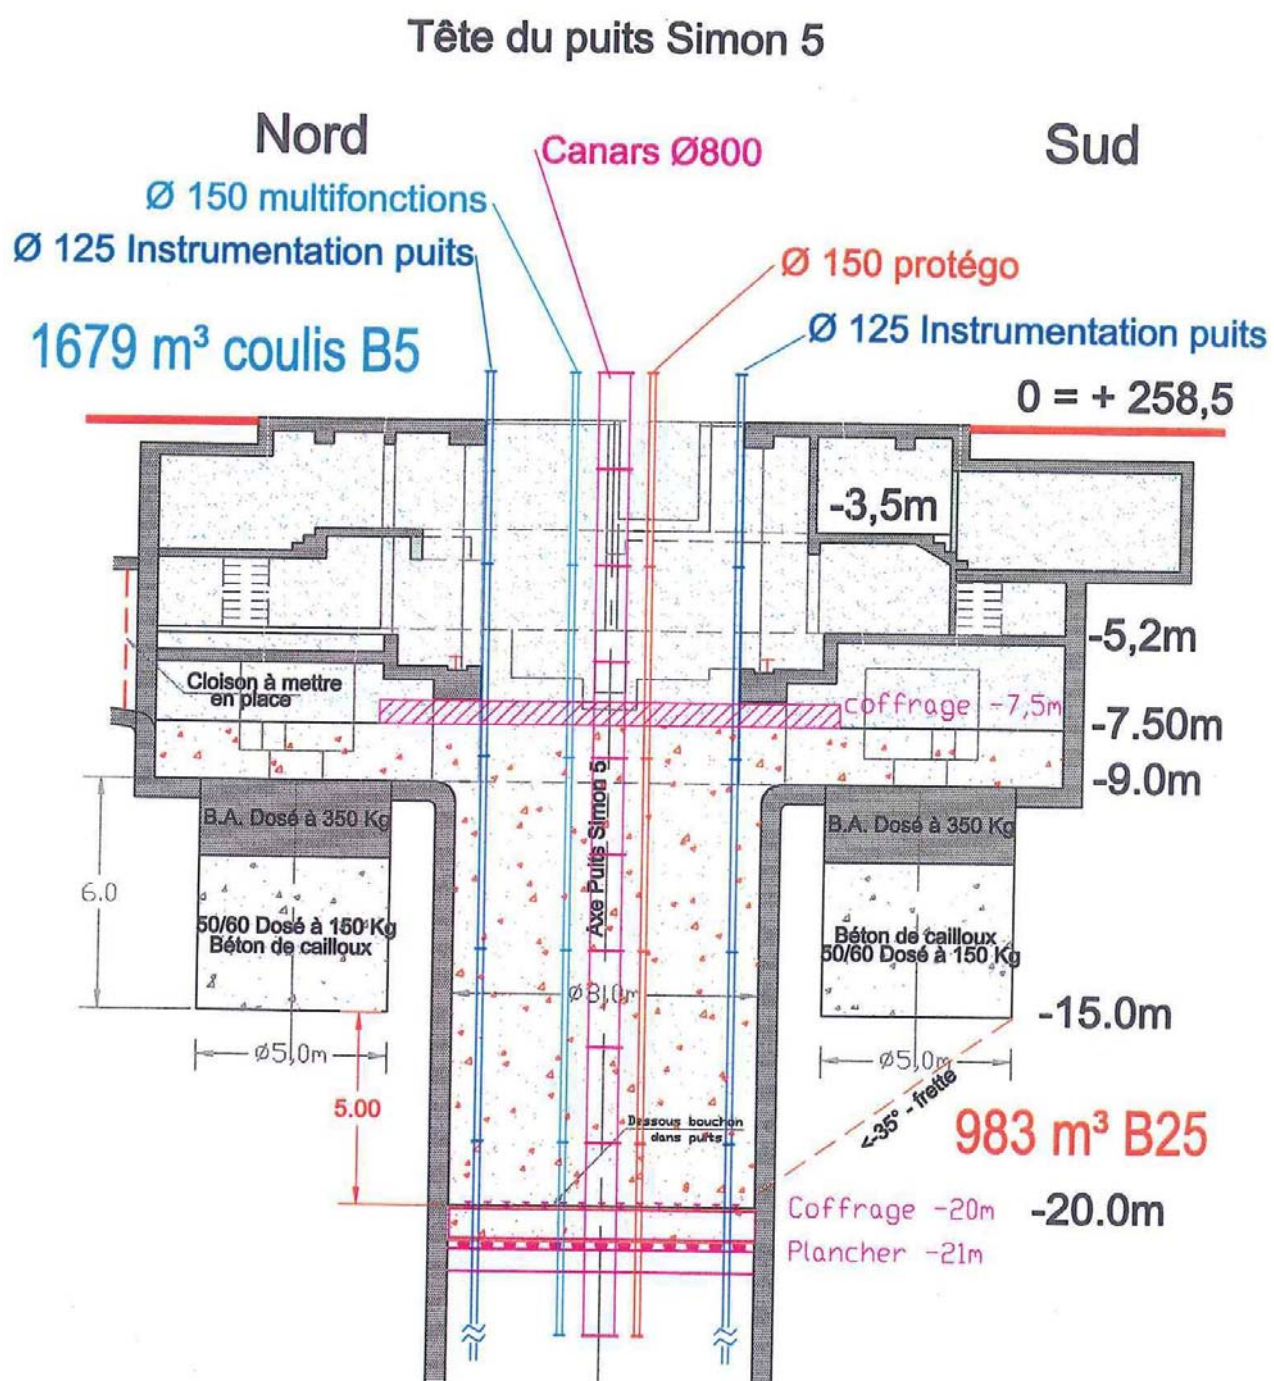 Tête du puits Simon 5
Nord
Sud
Canars Ø800
Ø 150 multifonctions
Ø 125 Instrumentation puits
Ø 150 protégo
1679 m³ coulis B5
Ø 125 Instrumentation puits
0 = + 258,5
-3,5m
-5,2m
Cloison à mettre
en place
coffrage -7,5m
-7.50m
-9.0m
Axe Puits Simon 5
B.A. Dosé à 350 Kg
B.A. Dosé à 350 Kg
6.0
50/60 Dosé à 150 Kg
Béton de cailloux
Béton de cailloux
50/60 Dosé à 150 Kg
Ø8,0m
-15.0m
Ø5,0m
Ø5,0m
<-35° - frette
5.00
Dessous bouchon
dans puits
983 m³ B25
Coffrage -20m
-20.0m
Plancher -21m